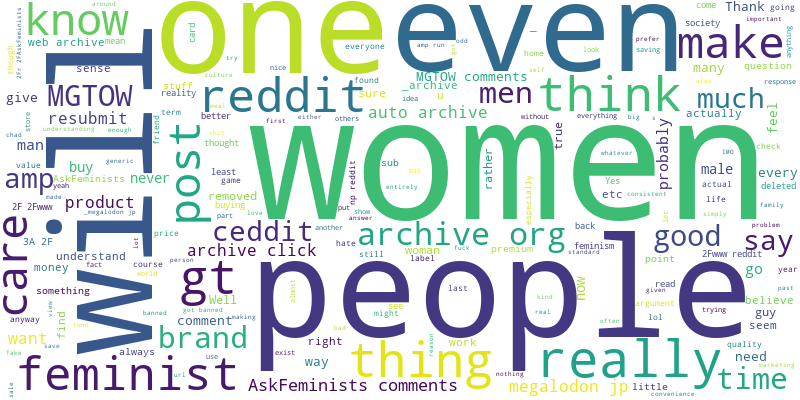 women
people
one
even
will
know
make
think
reddit
feminist
thing
really
post
care
gt
good
say
time
brand
ceddit
archive org
much
men
MGTOW
resubmit
give
man
amp
product
buy
never
auto archive
MGTOW comments
_archive
web archive
archive click
AskFeminists comments
megalodon jp
AskFeminists
_megalodon jp
2Fr 2FAskFeminists
2F 2Fwww
3A 2F
2Fwww reddit
understand
money
something
anyway
always
want
find
comment
removed
woman
feminism
premium
label
hate
still
right
way
work
little
now
see
might
last
etc
Yes
rather
probably
true
especially
male
actual
life
actually
feel
many
question
society
Thank
going
come
important
prefer
saving
anything
response
look
home
self
amp run
everyone
try
nice
culture
found
sure
idea
u
stuff
reality
term
better
shit
first
either
others
without
everything
big
s
whatever
sub
entirely
but
np reddit
put
show
answer
another
least
game
buying
part
love
thought
friend
card
sense
mean
around
though
store
understanding
enough
chad
value
generic
yeah
made
price
lot
fact
course
world
person
view
save
fake
sale
banned
got banned
making
url
use
exist
Well
almost
bad
reason
nothing
fuck
standard
back
point
read
given
argument
lol
trying
kind
real
often
IMO
consistent
simply
family
problem
year
past
check
every
deleted
go
believe
guy
seem
need
quality
marketing
convenience
odd
got